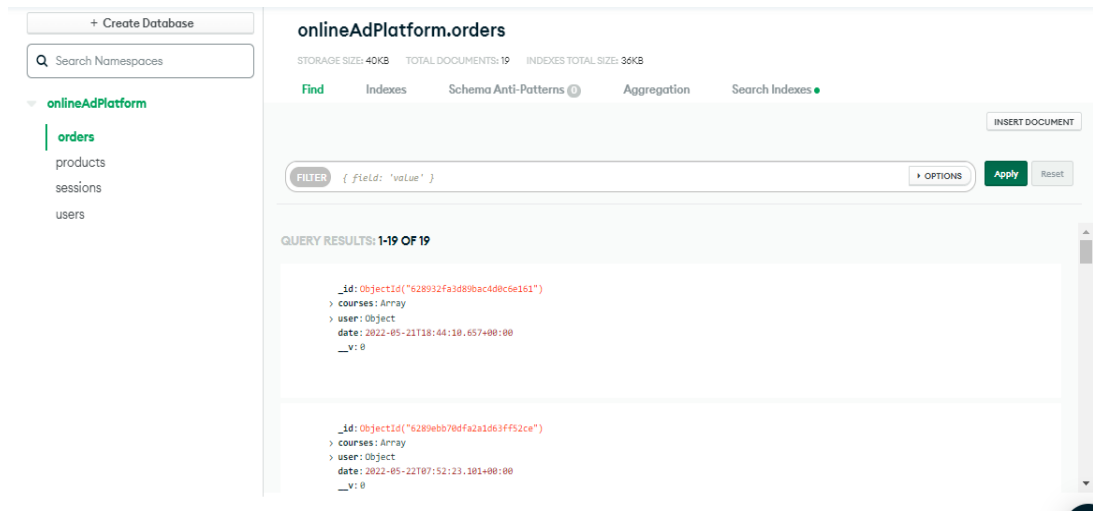 + Create Database
Search Namespaces
onlineAdPlatform
orders
products
sessions
users
onlineAdPlatform.orders
STORAGE SIZE: 40KB TOTAL DOCUMENTS: 19 INDEXES TOTAL SIZE: 36KB
Find Indexes Schema Anti-Patterns 0 Aggregation Search Indexes
INSERT DOCUMENT
FILTER { field: 'value' } OPTIONS Apply Reset
QUERY RESULTS: 1-19 OF 19
_id: ObjectId("628932fa3d89bac4d0c6e161")
courses: Array
user: Object
date: 2022-05-21T18:44:10.657+00:00
__v: 0
_id: ObjectId("6289ebb70dfa2a1d63ff52ce")
courses: Array
user: Object
date: 2022-05-22T07:52:23.101+00:00
__v: 0